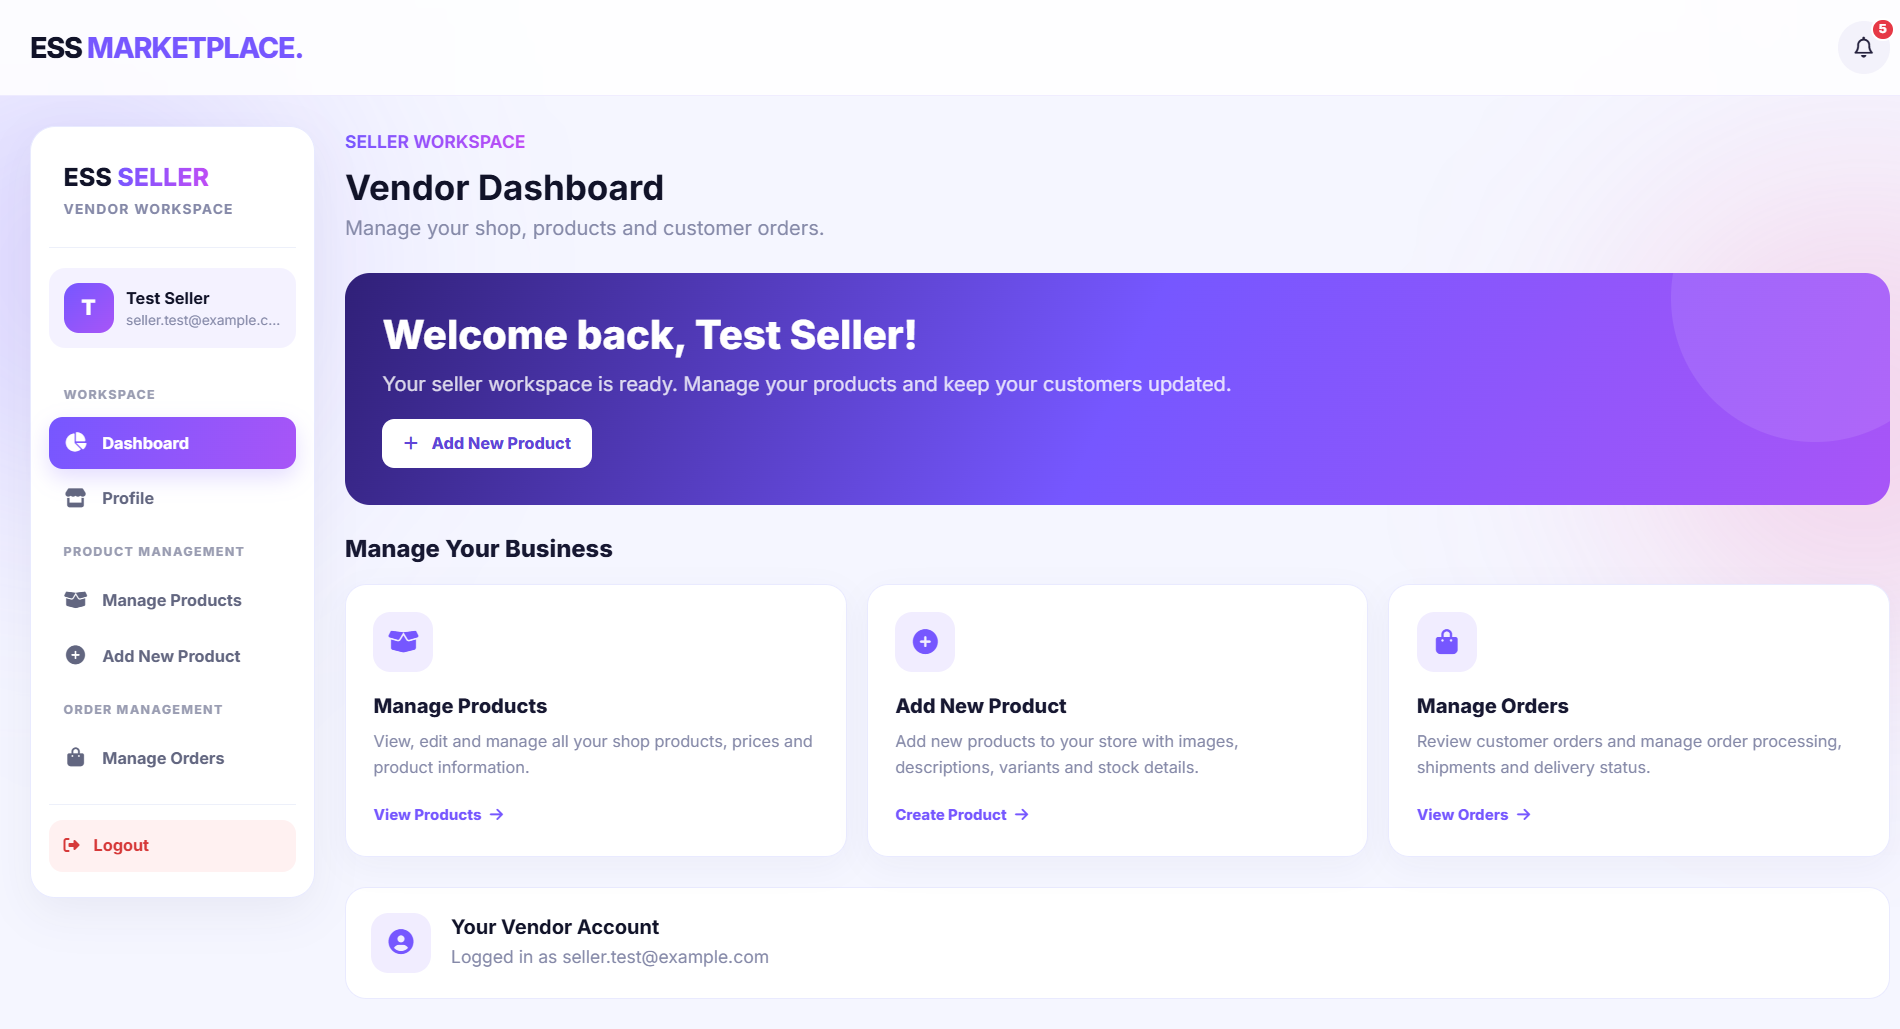 ESS MARKETPLACE.
5
ESS SELLER
VENDOR WORKSPACE
T
Test Seller
seller.test@example.c...
WORKSPACE
Dashboard
Profile
PRODUCT MANAGEMENT
Manage Products
Add New Product
ORDER MANAGEMENT
Manage Orders
Logout
SELLER WORKSPACE
Vendor Dashboard
Manage your shop, products and customer orders.
Welcome back, Test Seller!
Your seller workspace is ready. Manage your products and keep your customers updated.
Add New Product
Manage Your Business
Manage Products
View, edit and manage all your shop products, prices and
product information.
View Products
Add New Product
Add new products to your store with images,
descriptions, variants and stock details.
Create Product
Manage Orders
Review customer orders and manage order processing,
shipments and delivery status.
View Orders
Your Vendor Account
Logged in as seller.test@example.com